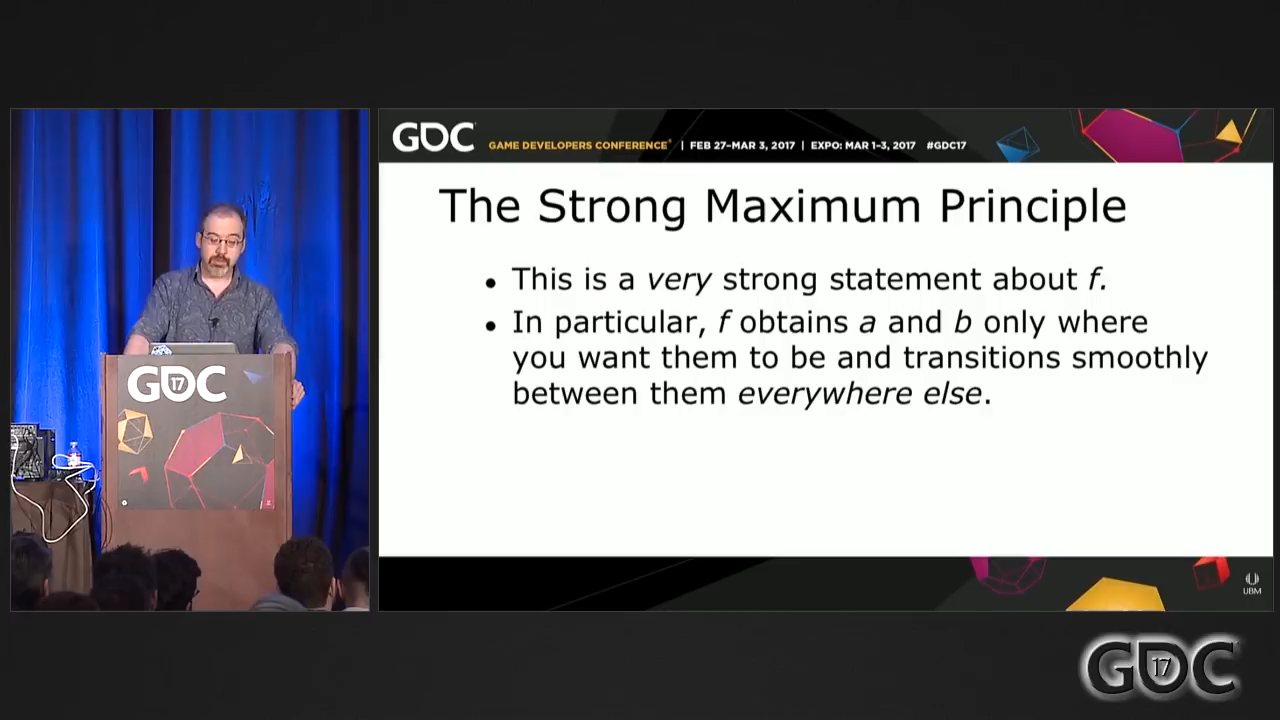 GDC
GAME DEVELOPERS CONFERENCE® | FEB 27–MAR 3, 2017 | EXPO: MAR 1–3, 2017 #GDC17
The Strong Maximum Principle
• This is a very strong statement about f.
• In particular, f obtains a and b only where
you want them to be and transitions smoothly
between them everywhere else.
GDC
17
UBM
GDC
17